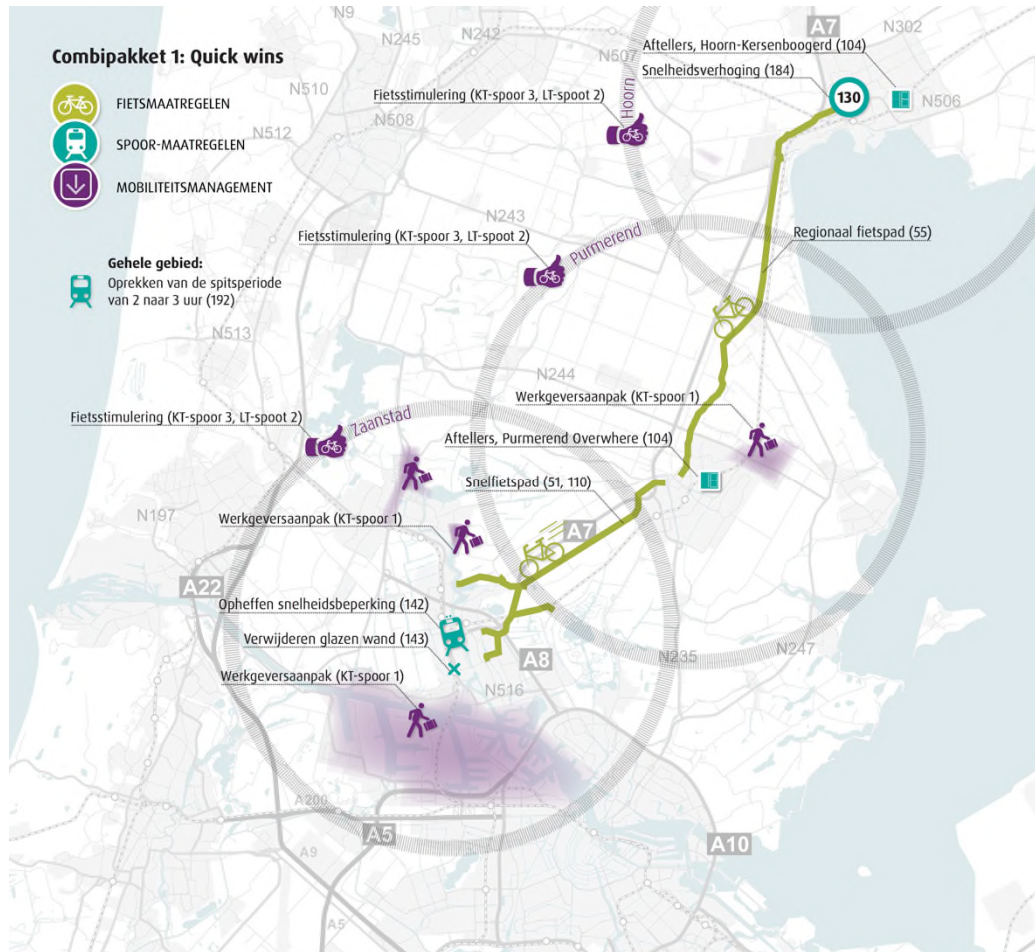 Combipakket 1: Quick wins
FIETSMAATREGELEN
SPOOR-MAATREGELEN
MOBILITEITSMANAGEMENT
Gehele gebied:
Oprekken van de spitsperiode
van 2 naar 3 uur (192)
N9
N245
N242
N510
N512
N508
N507
A7
N302
Aftellers, Hoorn-Kersenboogerd (104)
Snelheidsverhoging (184)
130
N506
Fietsstimulering (KT-spoor 3, LT-spoot 2)
Hoorn
N243
Fietsstimulering (KT-spoor 3, LT-spoot 2)
Purmerend
Regionaal fietspad (55)
N513
N244
Werkgeversaanpak (KT-spoor 1)
Fietsstimulering (KT-spoor 3, LT-spoot 2)
Zaanstad
Aftellers, Purmerend Overwhere (104)
Snelfietspad (51, 110)
N197
Werkgeversaanpak (KT-spoor 1)
A7
A22
Opheffen snelheidsbeperking (142)
Verwijderen glazen wand (143)
N235
N247
A8
Werkgeversaanpak (KT-spoor 1)
N516
A200
A5
A9
A10
A5